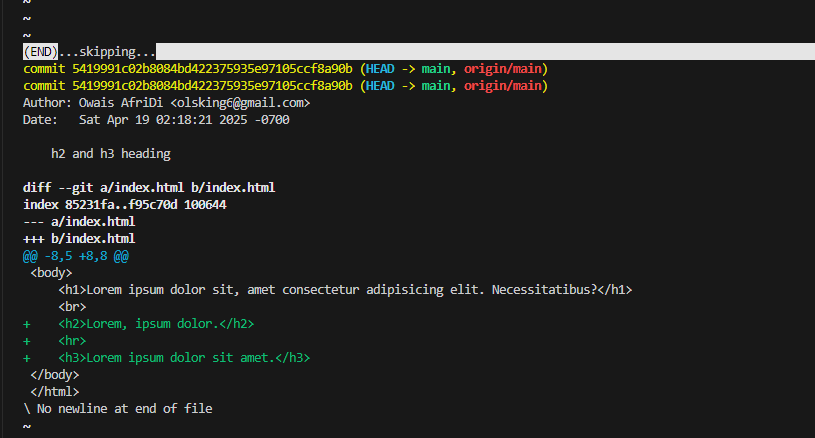 ~
~
~
(END)...skipping...
commit 5419991c02b8084bd422375935e97105ccf8a90b (HEAD -> main, origin/main)
commit 5419991c02b8084bd422375935e97105ccf8a90b (HEAD -> main, origin/main)
Author: Owais AfriDi <olsking6@gmail.com>
Date:   Sat Apr 19 02:18:21 2025 -0700

    h2 and h3 heading

diff --git a/index.html b/index.html
index 85231fa..f95c70d 100644
--- a/index.html
+++ b/index.html
@@ -8,5 +8,8 @@
 <body>
     <h1>Lorem ipsum dolor sit, amet consectetur adipisicing elit. Necessitatibus?</h1>
     <br>
+    <h2>Lorem, ipsum dolor.</h2>
+    <hr>
+    <h3>Lorem ipsum dolor sit amet.</h3>
 </body>
 </html>
\ No newline at end of file
~